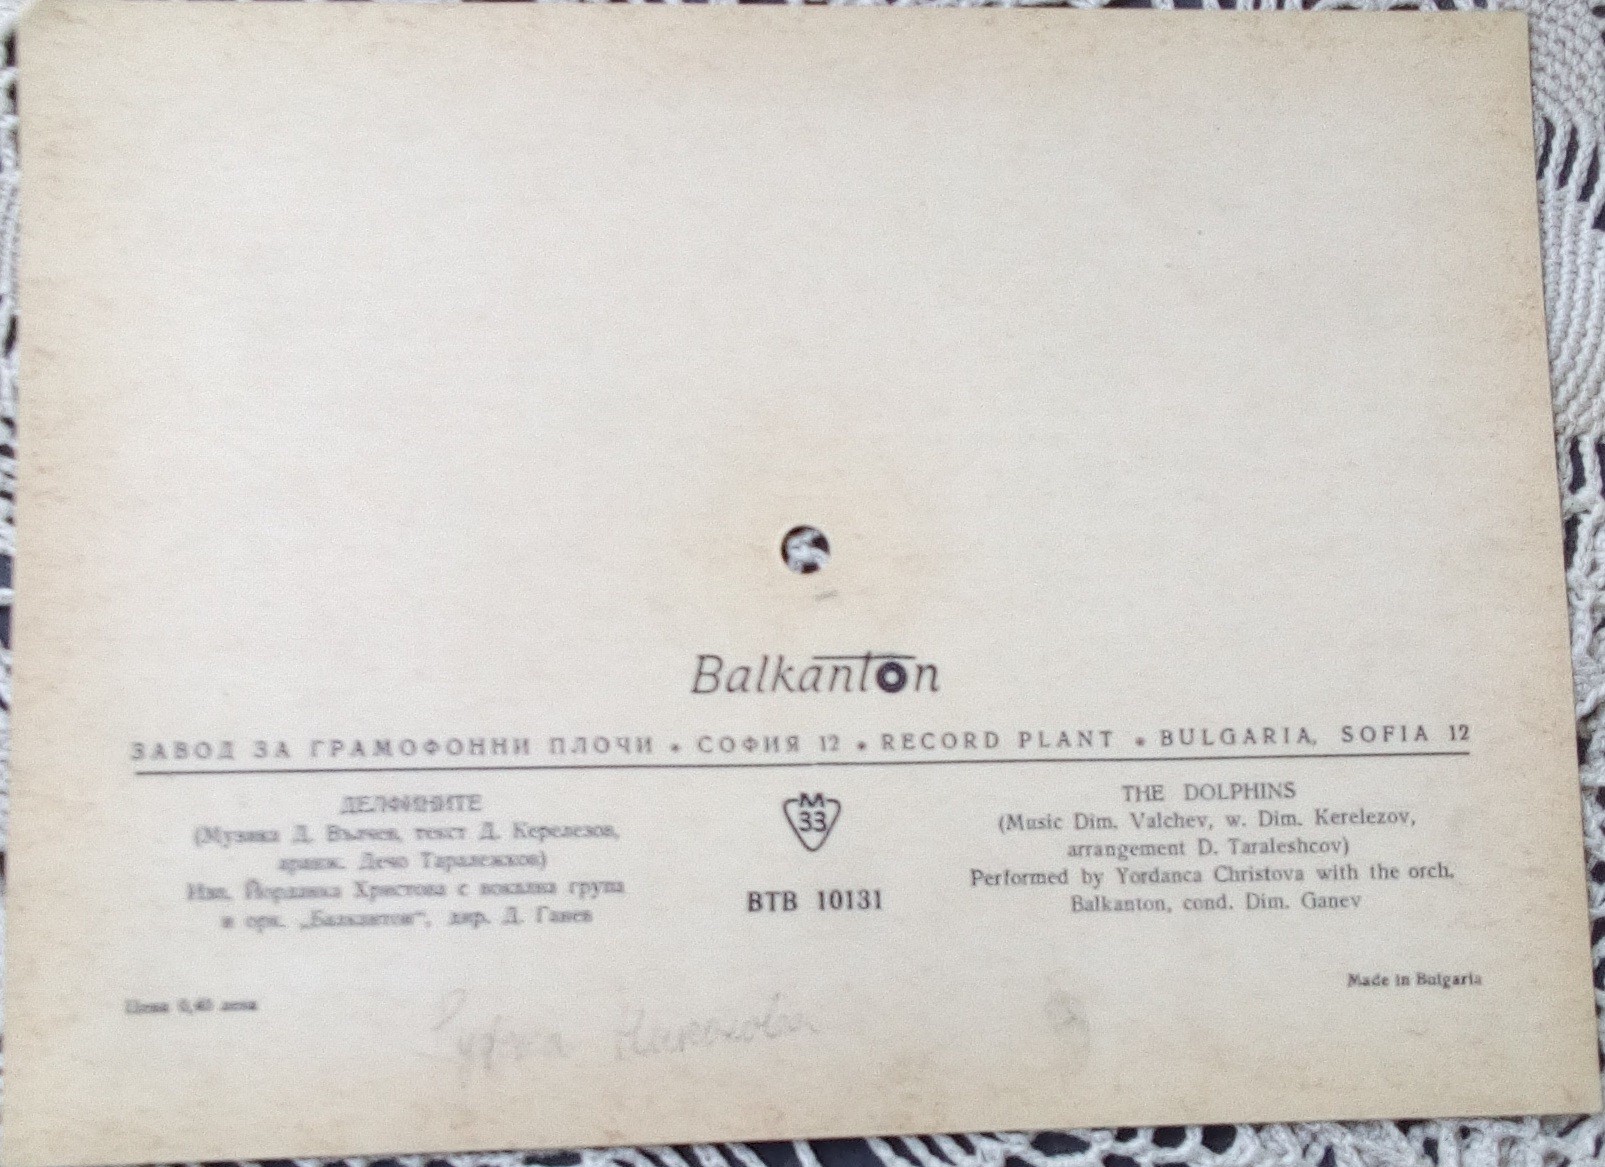 Balkanton
ЗАВОД ЗА ГРАМОФОННИ ПЛОЧИ • СОФИЯ 12 • RECORD PLANT • BULGARIA, SOFIA 12
ДЕЛФИНИТЕ
(Музика Д. Вълчев, текст Д. Керелезов,
аранж. Дечо Таралежков)
Изп. Йорданка Христова с вокална група
и орк. „Балкантон“, дир. Д. Ганев
Цена 0,40 лева
М
33
ВТВ 10131
THE DOLPHINS
(Music Dim. Valchev, w. Dim. Kerelezov,
arrangement D. Taraleshcov)
Performed by Yordanca Christova with the orch.
Balkanton, cond. Dim. Ganev
Made in Bulgaria